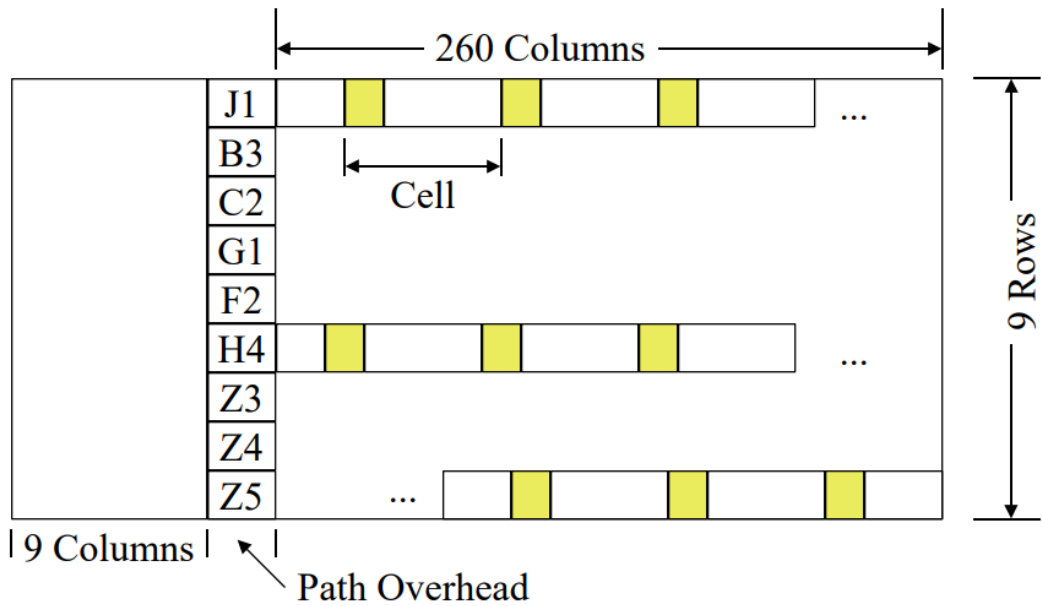 260 Columns
J1
...
B3
Cell
C2
G1
F2
H4
...
Z3
Z4
Z5
...
9 Rows
9 Columns
Path Overhead